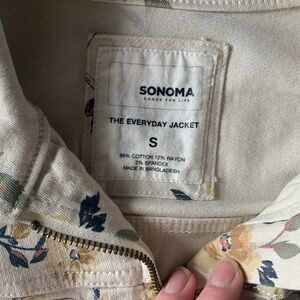 SONOMA
GOODS FOR LIFE
THE EVERYDAY JACKET
S
86% COTTON 12% RAYON
2% SPANDEX
MADE IN BANGLADESH